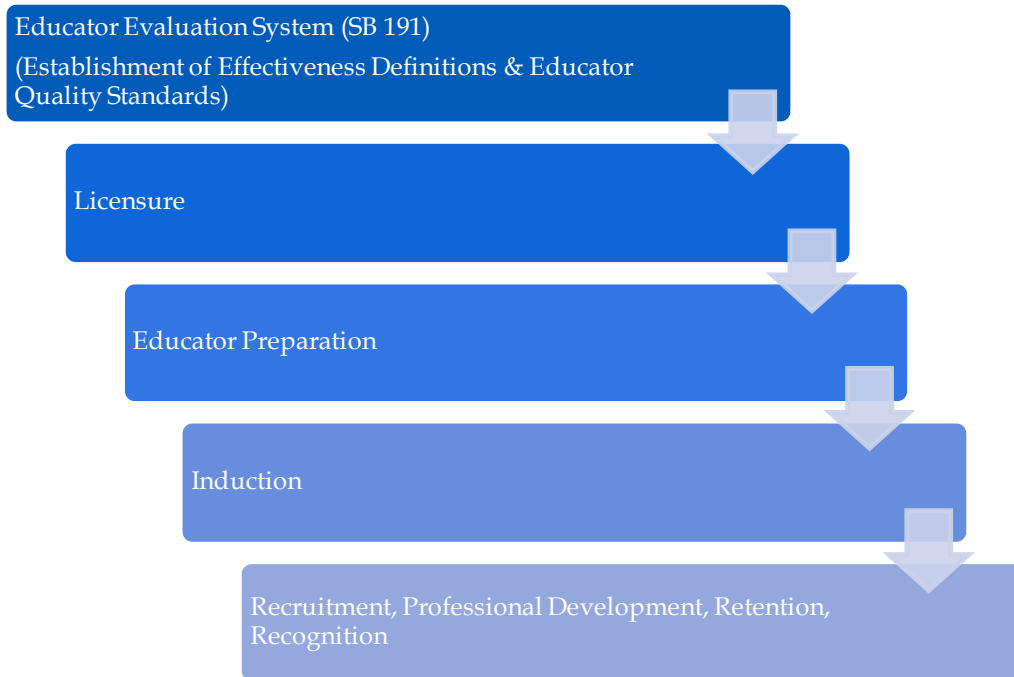 Educator Evaluation System (SB 191)
(Establishment of Effectiveness Definitions & Educator
Quality Standards)
Licensure
Educator Preparation
Induction
Recruitment, Professional Development, Retention,
Recognition